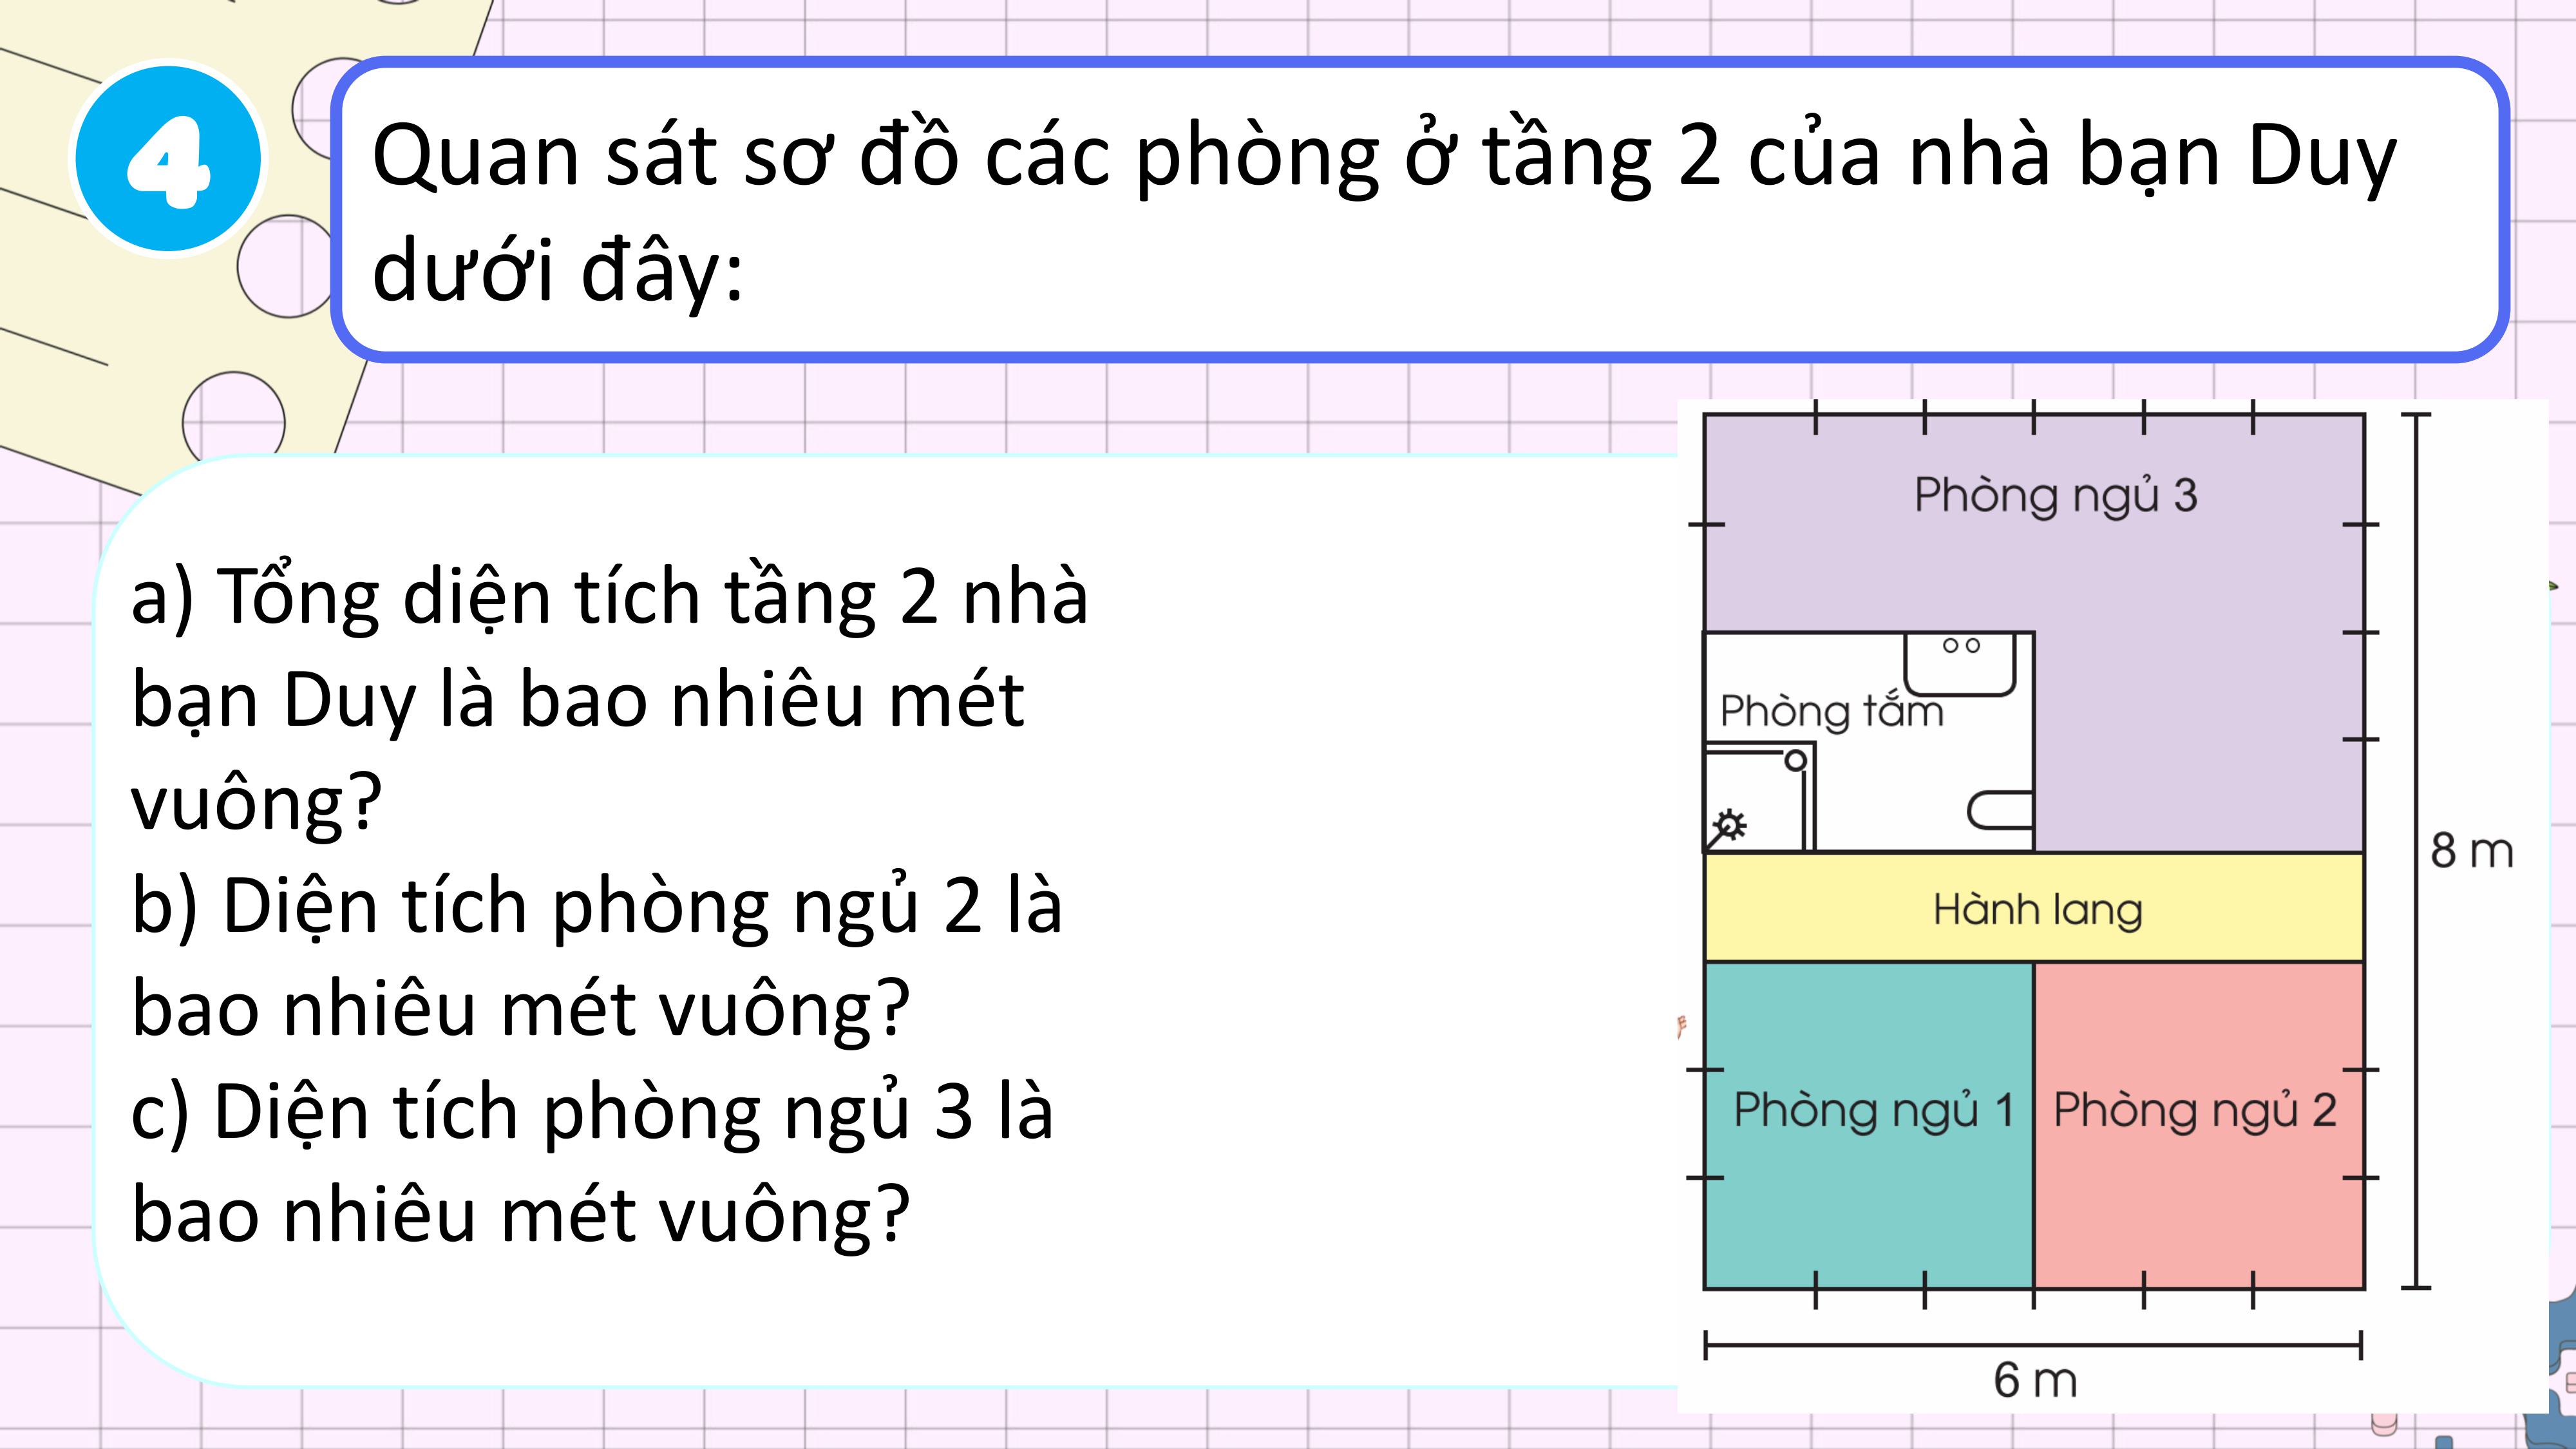 4
Quan sát sơ đồ các phòng ở tầng 2 của nhà bạn Duy
dưới đây:
a) Tổng diện tích tầng 2 nhà
bạn Duy là bao nhiêu mét
vuông?
b) Diện tích phòng ngủ 2 là
bao nhiêu mét vuông?
c) Diện tích phòng ngủ 3 là
bao nhiêu mét vuông?
Phòng ngủ 3
Phòng tắm
8 m
Hành lang
Phòng ngủ 1
Phòng ngủ 2
6 m